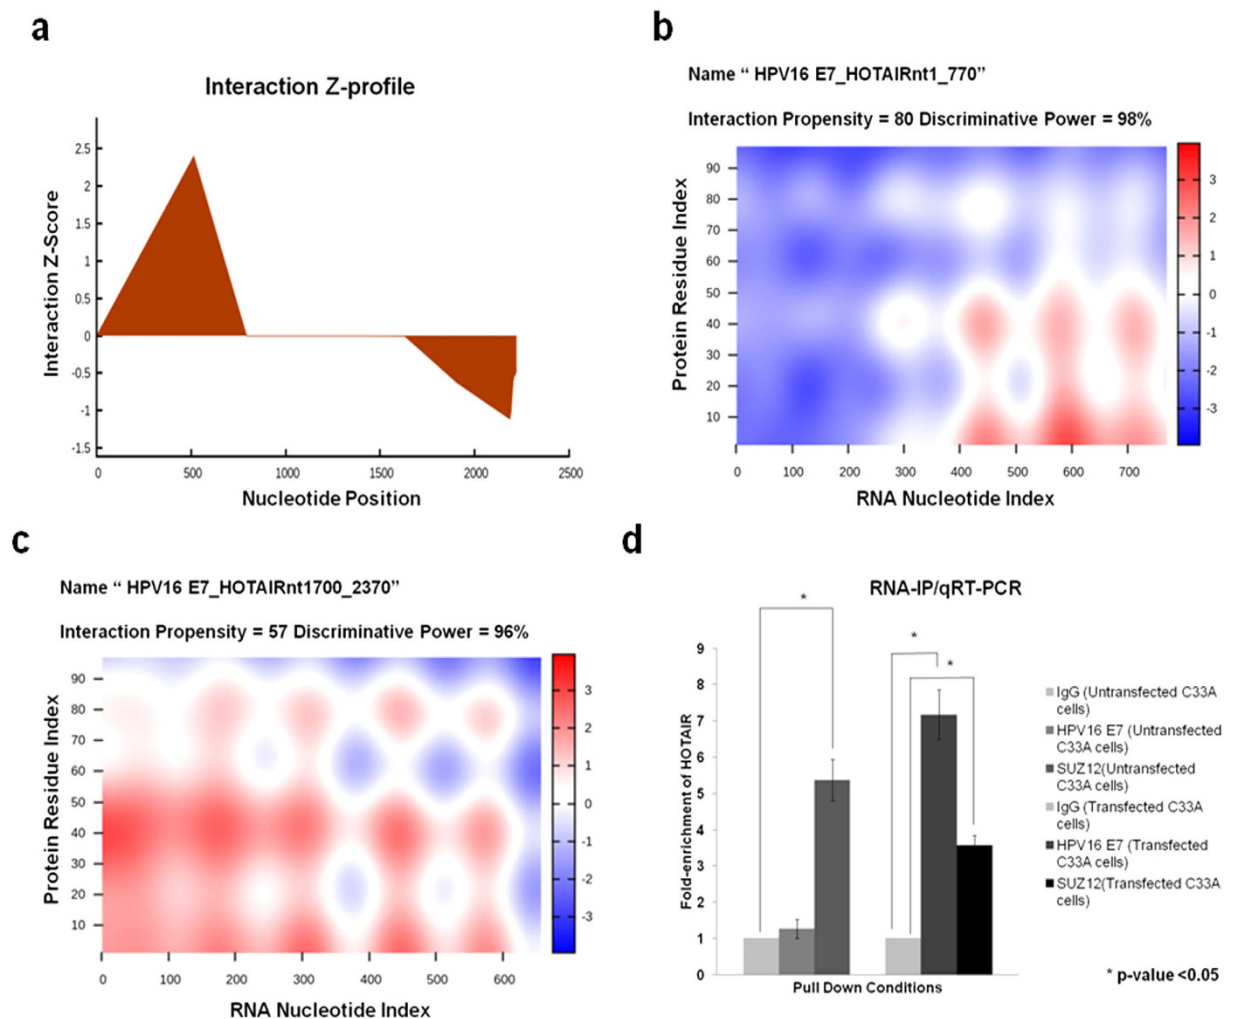 a
Interaction Z-profile
Interaction Z-Score
2.5
2
1.5
1
0.5
0
-0.5
-1
-1.5
0 500 1000 1500 2000 2500
Nucleotide Position
b
Name “ HPV16 E7_HOTAIRnt1_770”
Interaction Propensity = 80 Discriminative Power = 98%
Protein Residue Index
90
80
70
60
50
40
30
20
10
0 100 200 300 400 500 600 700
RNA Nucleotide Index
3
2
1
0
-1
-2
-3
c
Name “ HPV16 E7_HOTAIRnt1700_2370”
Interaction Propensity = 57 Discriminative Power = 96%
Protein Residue Index
90
80
70
60
50
40
30
20
10
0 100 200 300 400 500 600
RNA Nucleotide Index
3
2
1
0
-1
-2
-3
d
RNA-IP/qRT-PCR
Fold-enrichment of HOTAIR
9
8
7
6
5
4
3
2
1
0
*
*
*
Pull Down Conditions
IgG (Untransfected C33A
cells)
HPV16 E7 (Untransfected
C33A cells)
SUZ12(Untransfected
C33A cells)
IgG (Transfected C33A
cells)
HPV16 E7 (Transfected
C33A cells)
SUZ12(Transfected C33A
cells)
* p-value <0.05